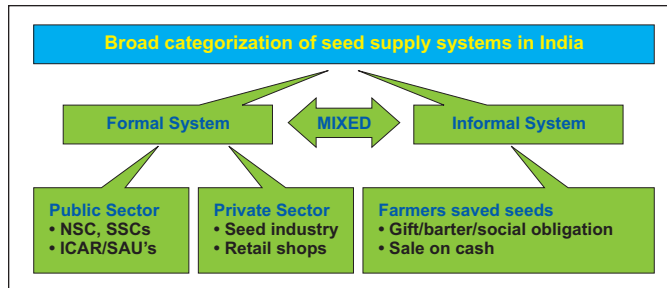 Broad categorization of seed supply systems in India
Formal System
MIXED
Informal System
Public Sector
• NSC, SSCs
• ICAR/SAU's
Private Sector
• Seed industry
• Retail shops
Farmers saved seeds
• Gift/barter/social obligation
• Sale on cash